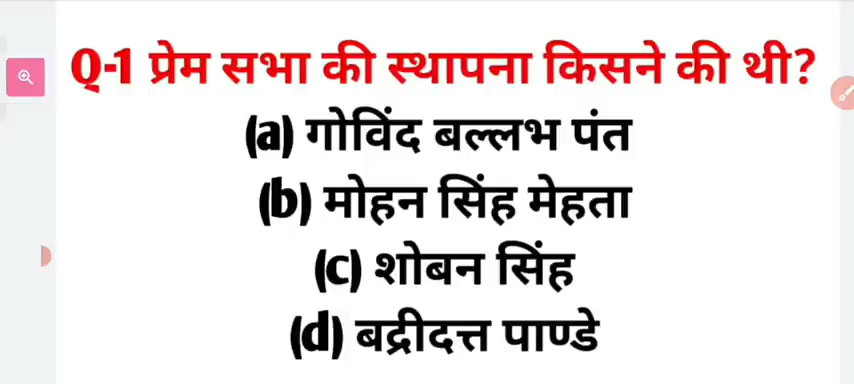 Q-1 प्रेम सभा की स्थापना किसने की थी?
(a) गोविंद बल्लभ पंत
(b) मोहन सिंह मेहता
(c) शोबन सिंह
(d) बद्रीदत्त पाण्डे